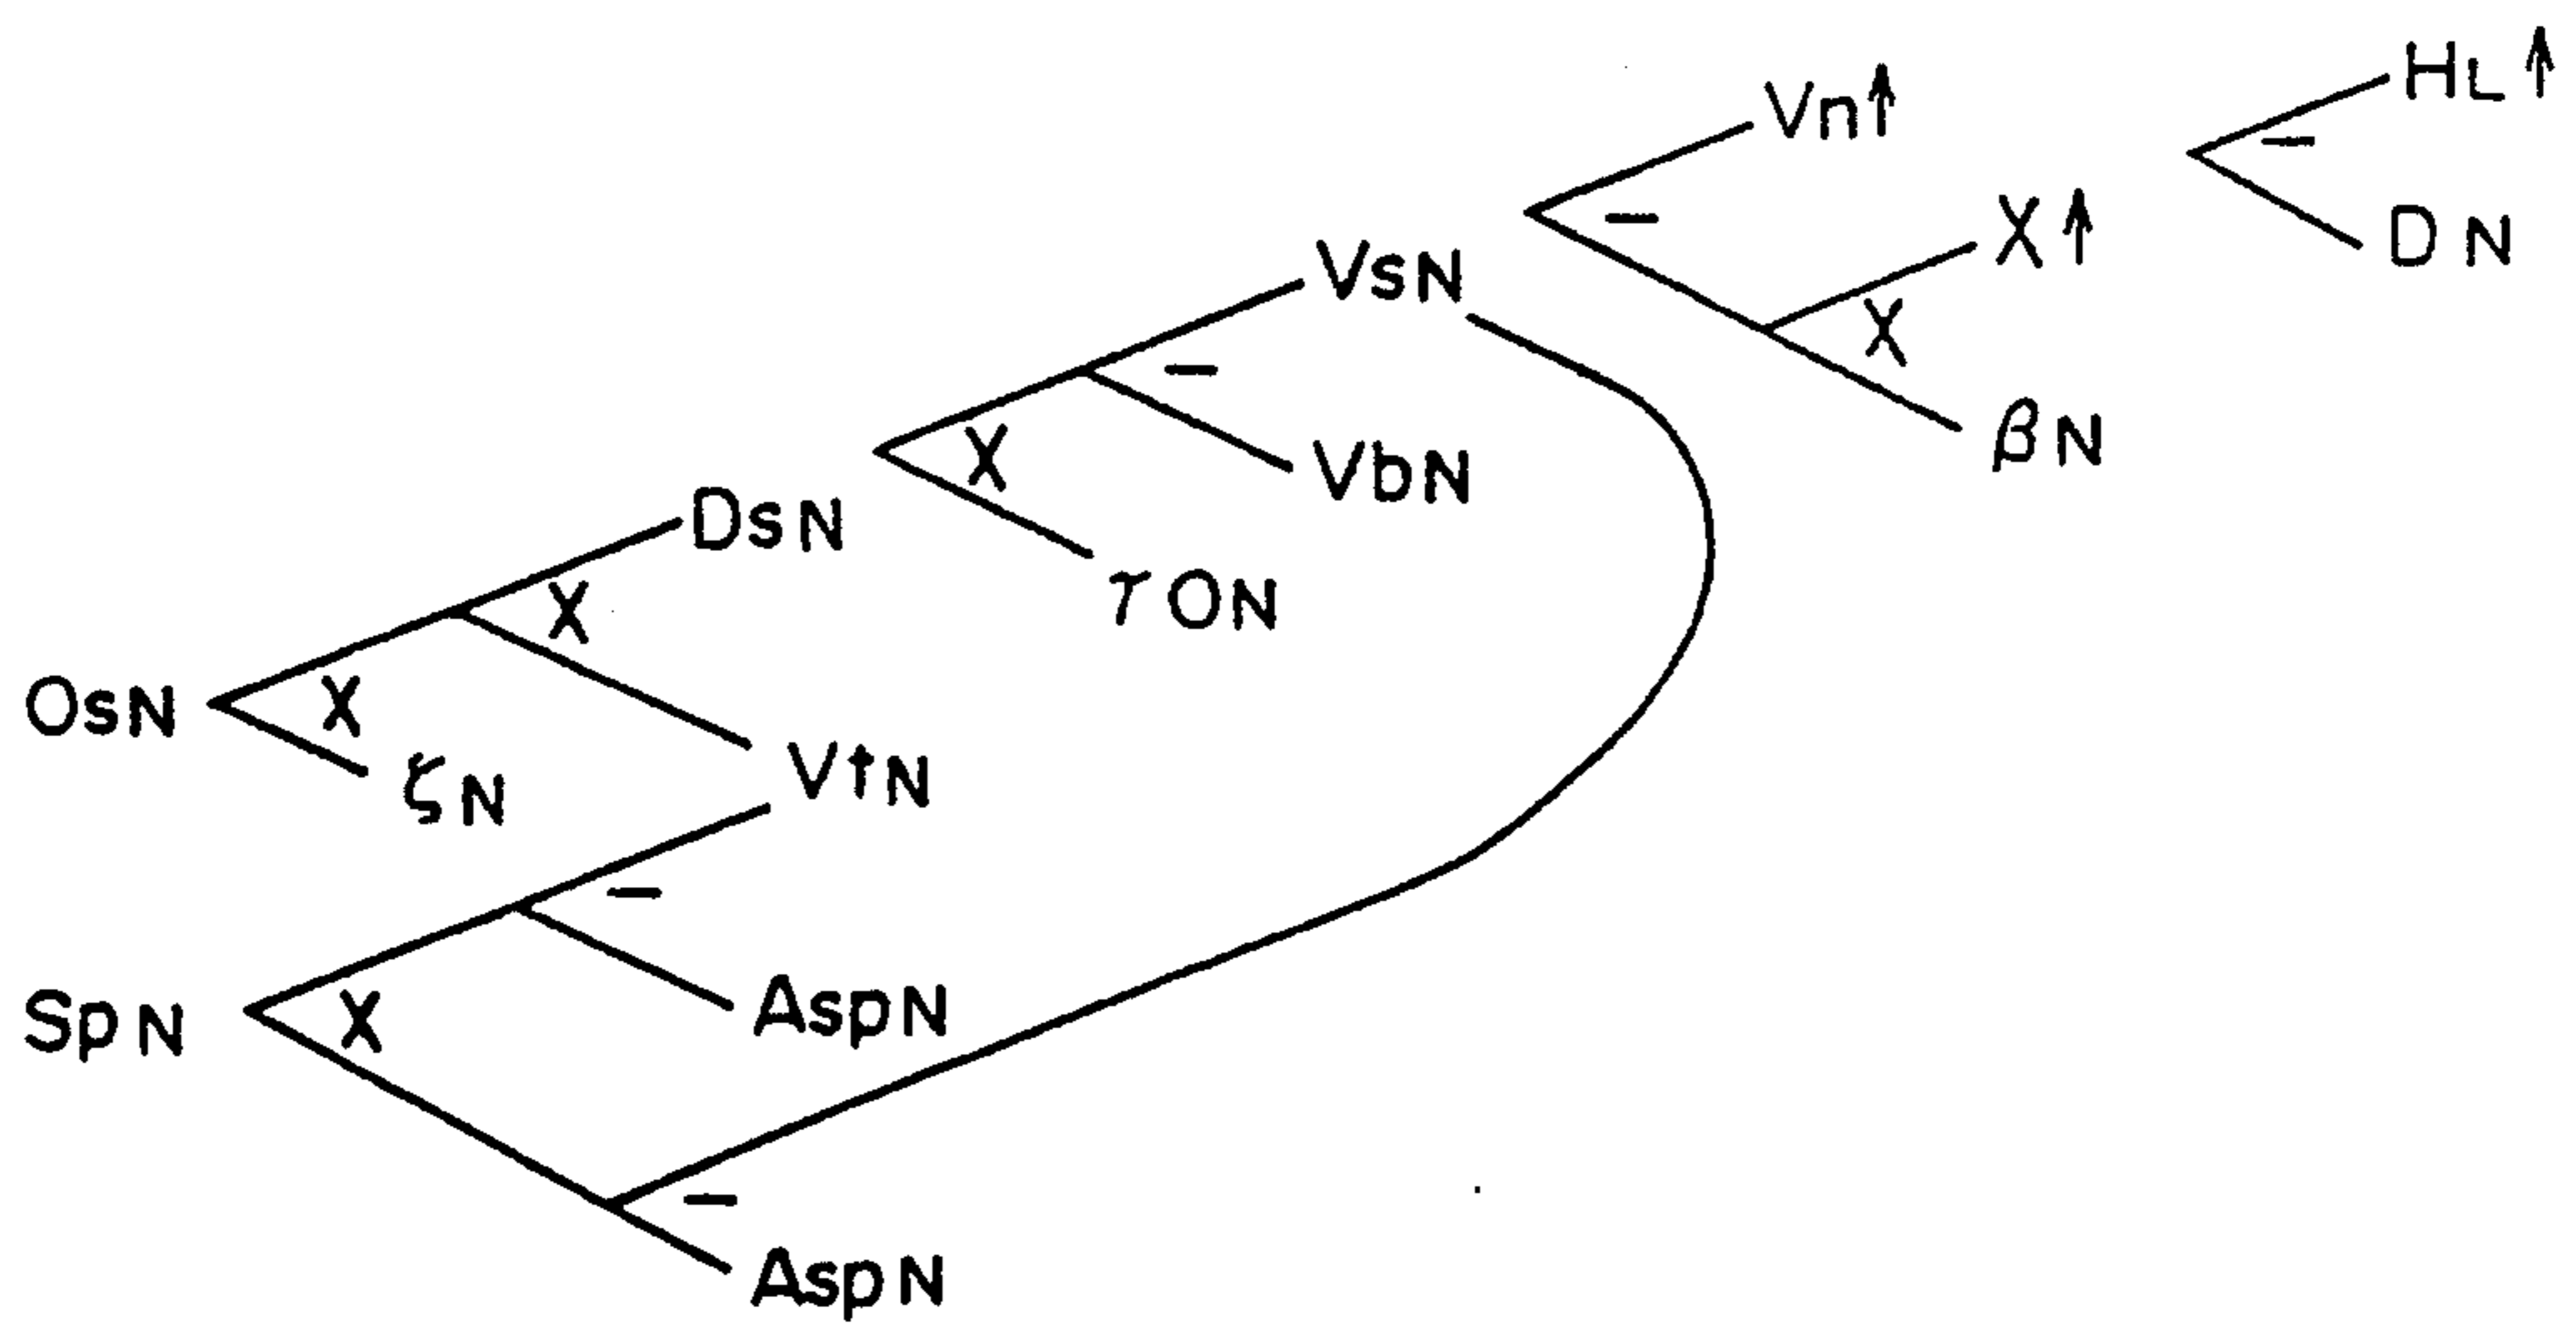 HL↑
Vn↑
−
X↑
DN
−
VsN
X
−
βN
X
VbN
DsN
τON
X
OsN
X
VtN
ζN
−
SpN
X
AspN
−
AspN